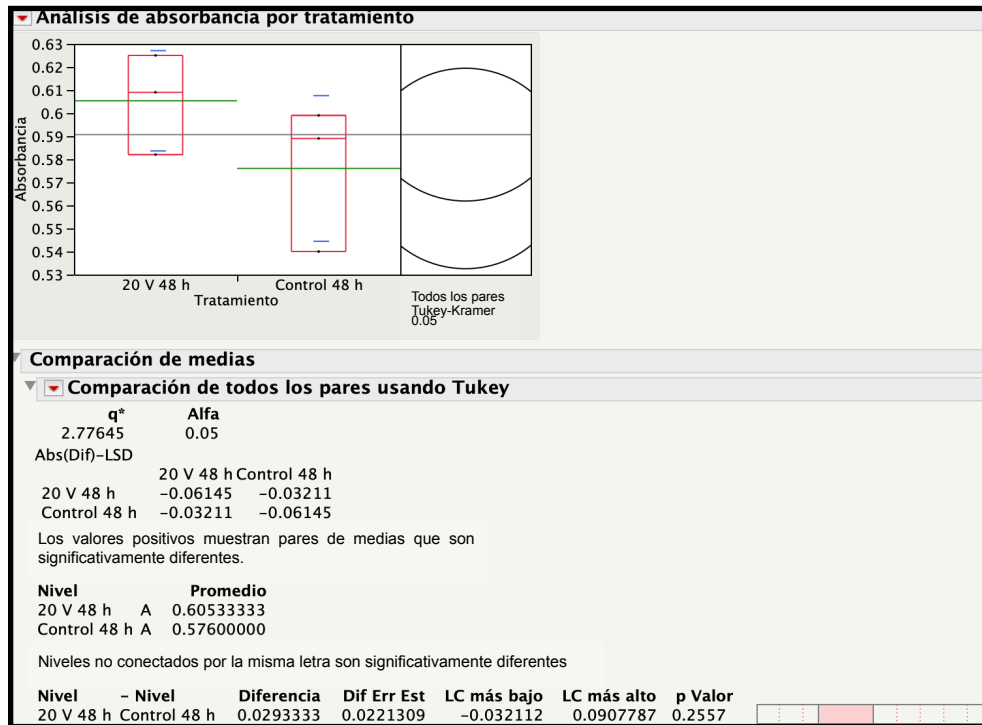 Análisis de absorbancia por tratamiento
0.63
0.62
0.61
0.6
0.59
0.58
0.57
0.56
0.55
0.54
0.53
Absorbancia
20 V 48 h Control 48 h
Tratamiento
Todos los pares
Tukey-Kramer
0.05
Comparación de medias
Comparación de todos los pares usando Tukey
q* Alfa
2.77645 0.05
Abs(Dif)-LSD
20 V 48 h Control 48 h
20 V 48 h -0.06145 -0.03211
Control 48 h -0.03211 -0.06145
Los valores positivos muestran pares de medias que son
significativamente diferentes.
Nivel Promedio
20 V 48 h A 0.60533333
Control 48 h A 0.57600000
Niveles no conectados por la misma letra son significativamente diferentes
Nivel - Nivel Diferencia Dif Err Est LC más bajo LC más alto p Valor
20 V 48 h Control 48 h 0.0293333 0.0221309 -0.032112 0.0907787 0.2557